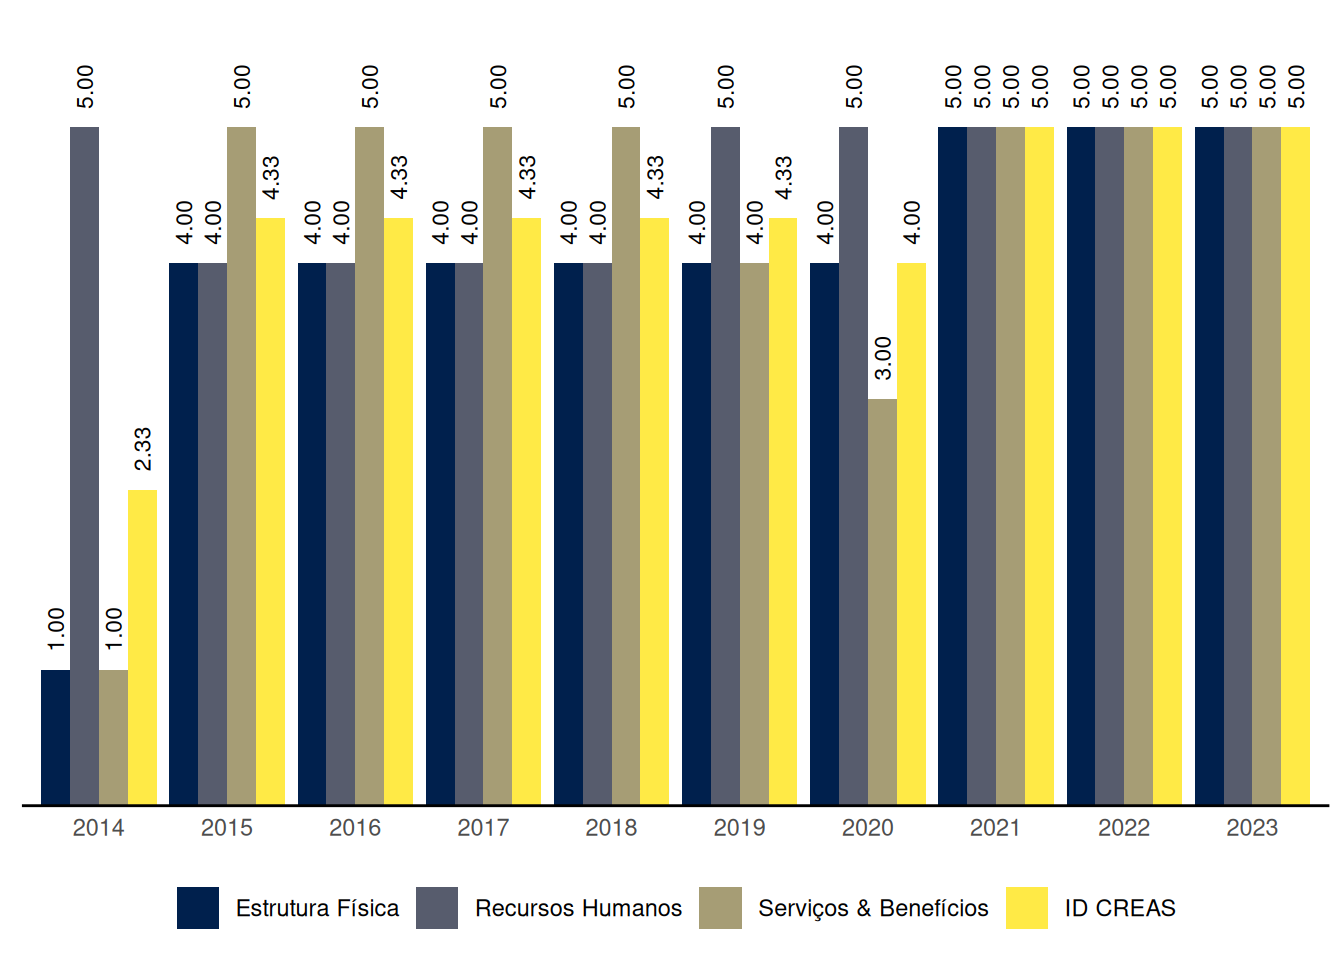 5.00 5.00 5.00 5.00 5.00 5.00 5.00 5.00 5.00 5.00 5.00 5.00 5.00 5.00 5.00 5.00 5.00 5.00 5.00
4.33 4.33 4.33 4.33 4.33
4.00 4.00 4.00 4.00 4.00 4.00 4.00 4.00 4.00 4.00 4.00 4.00
3.00
2.33
1.00 1.00
2014 2015 2016 2017 2018 2019 2020 2021 2022 2023
Estrutura Física Recursos Humanos Serviços & Benefícios ID CREAS